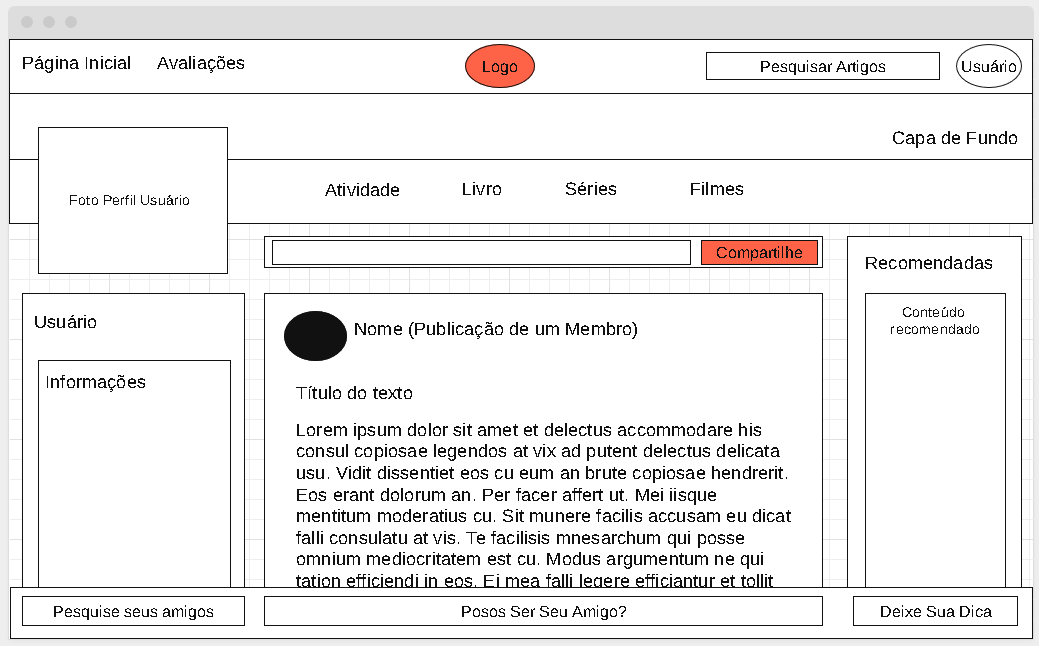 Página Inicial
Avaliações
Logo
Pesquisar Artigos
Usuário
Capa de Fundo
Foto Perfil Usuário
Atividade
Livro
Séries
Filmes
Compartilhe
Recomendadas
Conteúdo
recomendado
Usuário
Informações
Nome (Publicação de um Membro)
Título do texto
Lorem ipsum dolor sit amet et delectus accommodare his
consul copiosae legendos at vix ad putent delectus delicata
usu. Vidit dissentiet eos cu eum an brute copiosae hendrerit.
Eos erant dolorum an. Per facer affert ut. Mei iisque
mentitum moderatius cu. Sit munere facilis accusam eu dicat
falli consulatu at vis. Te facilisis mnesarchum qui posse
omnium mediocritatem est cu. Modus argumentum ne qui
tation efficiendi in eos. Ei mea falli legere efficiantur et tollit
Pesquise seus amigos
Posos Ser Seu Amigo?
Deixe Sua Dica